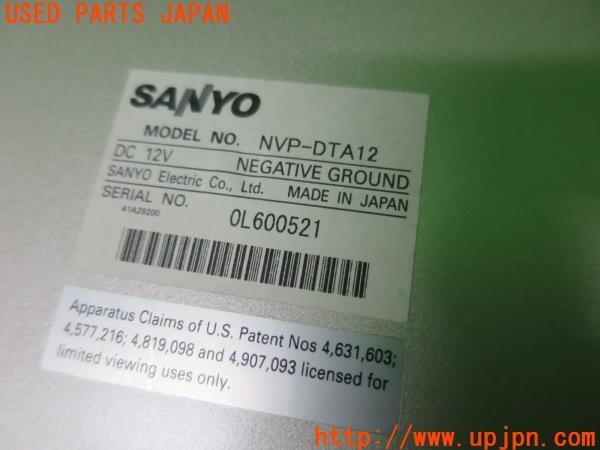 USED PARTS JAPAN
SANYO
MODEL NO. NVP-DTA12
DC 12V NEGATIVE GROUND
SANYO Electric Co., Ltd. MADE IN JAPAN
SERIAL NO. 0L600521
41A29200
Apparatus Claims of U.S. Patent Nos 4,631,603;
4,577,216; 4,819,098 and 4,907,093 licensed for
limited viewing uses only.
www.upjpn.com